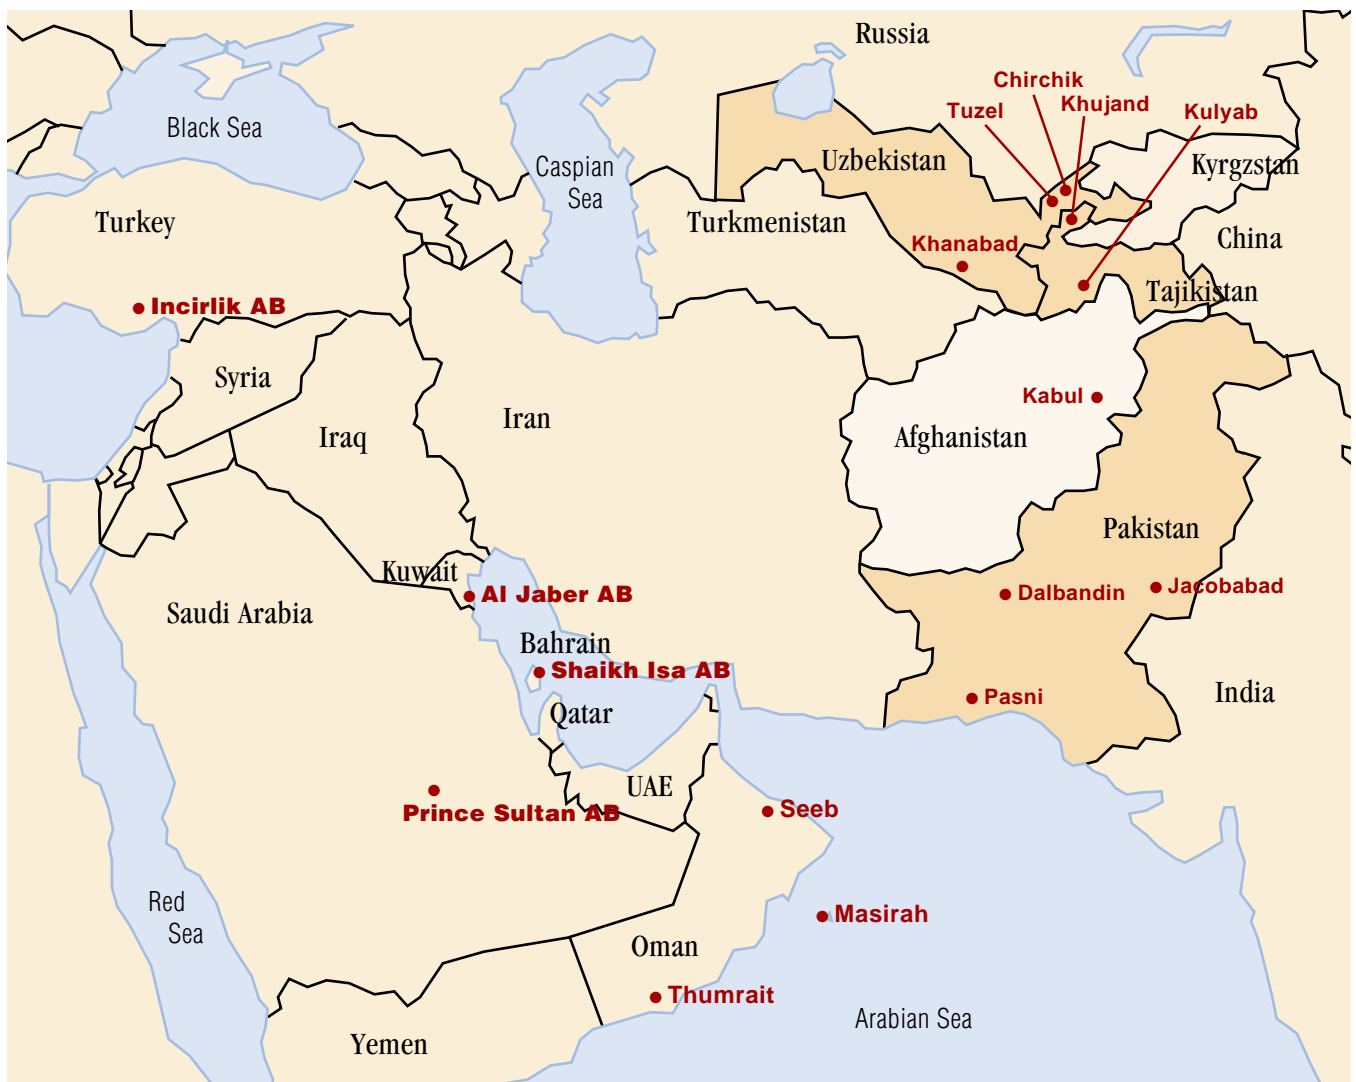 Russia
Chirchik
Khujand
Tuzel
Kulyab
Black Sea
Caspian
Sea
Uzbekistan
Kyrgzstan
Turkey
Turkmenistan
Khanabad
China
Tajikistan
Incirlik AB
Syria
Kabul
Iran
Iraq
Afghanistan
Pakistan
Kuwait
Al Jaber AB
Dalbandin
Jacobabad
Saudi Arabia
Bahrain
Shaikh Isa AB
Pasni
India
Qatar
UAE
Prince Sultan AB
Seeb
Red
Sea
Masirah
Oman
Thumrait
Arabian Sea
Yemen